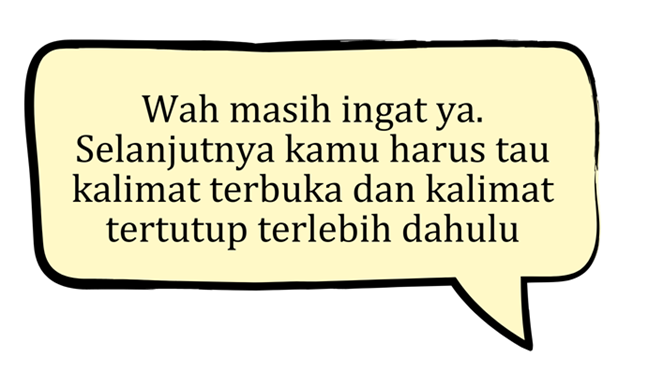 Wah masih ingat ya.
Selanjutnya kamu harus tau
kalimat terbuka dan kalimat
tertutup terlebih dahulu